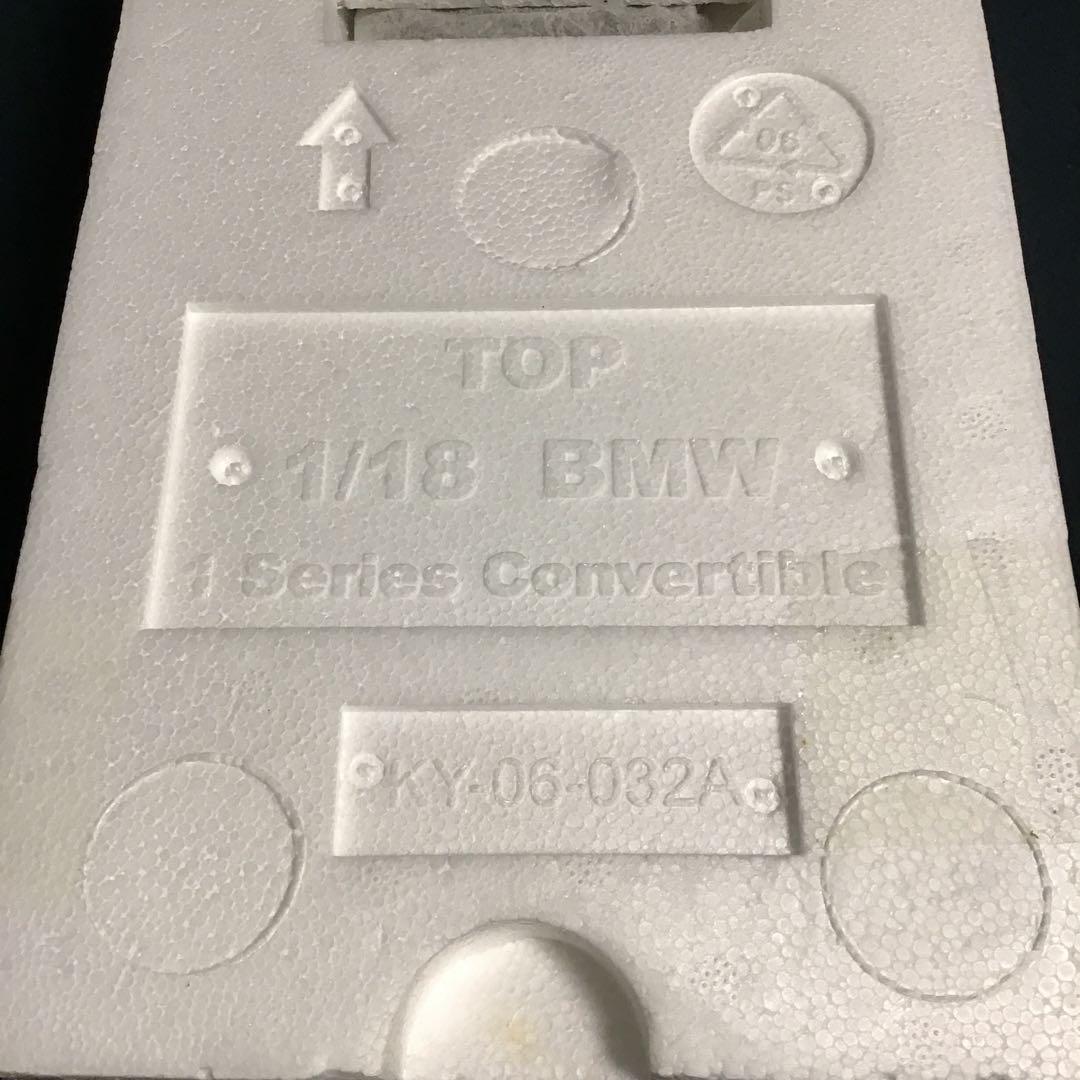 06
PS
TOP
1/18 BMW
1 Series Convertible
KY-06-032A